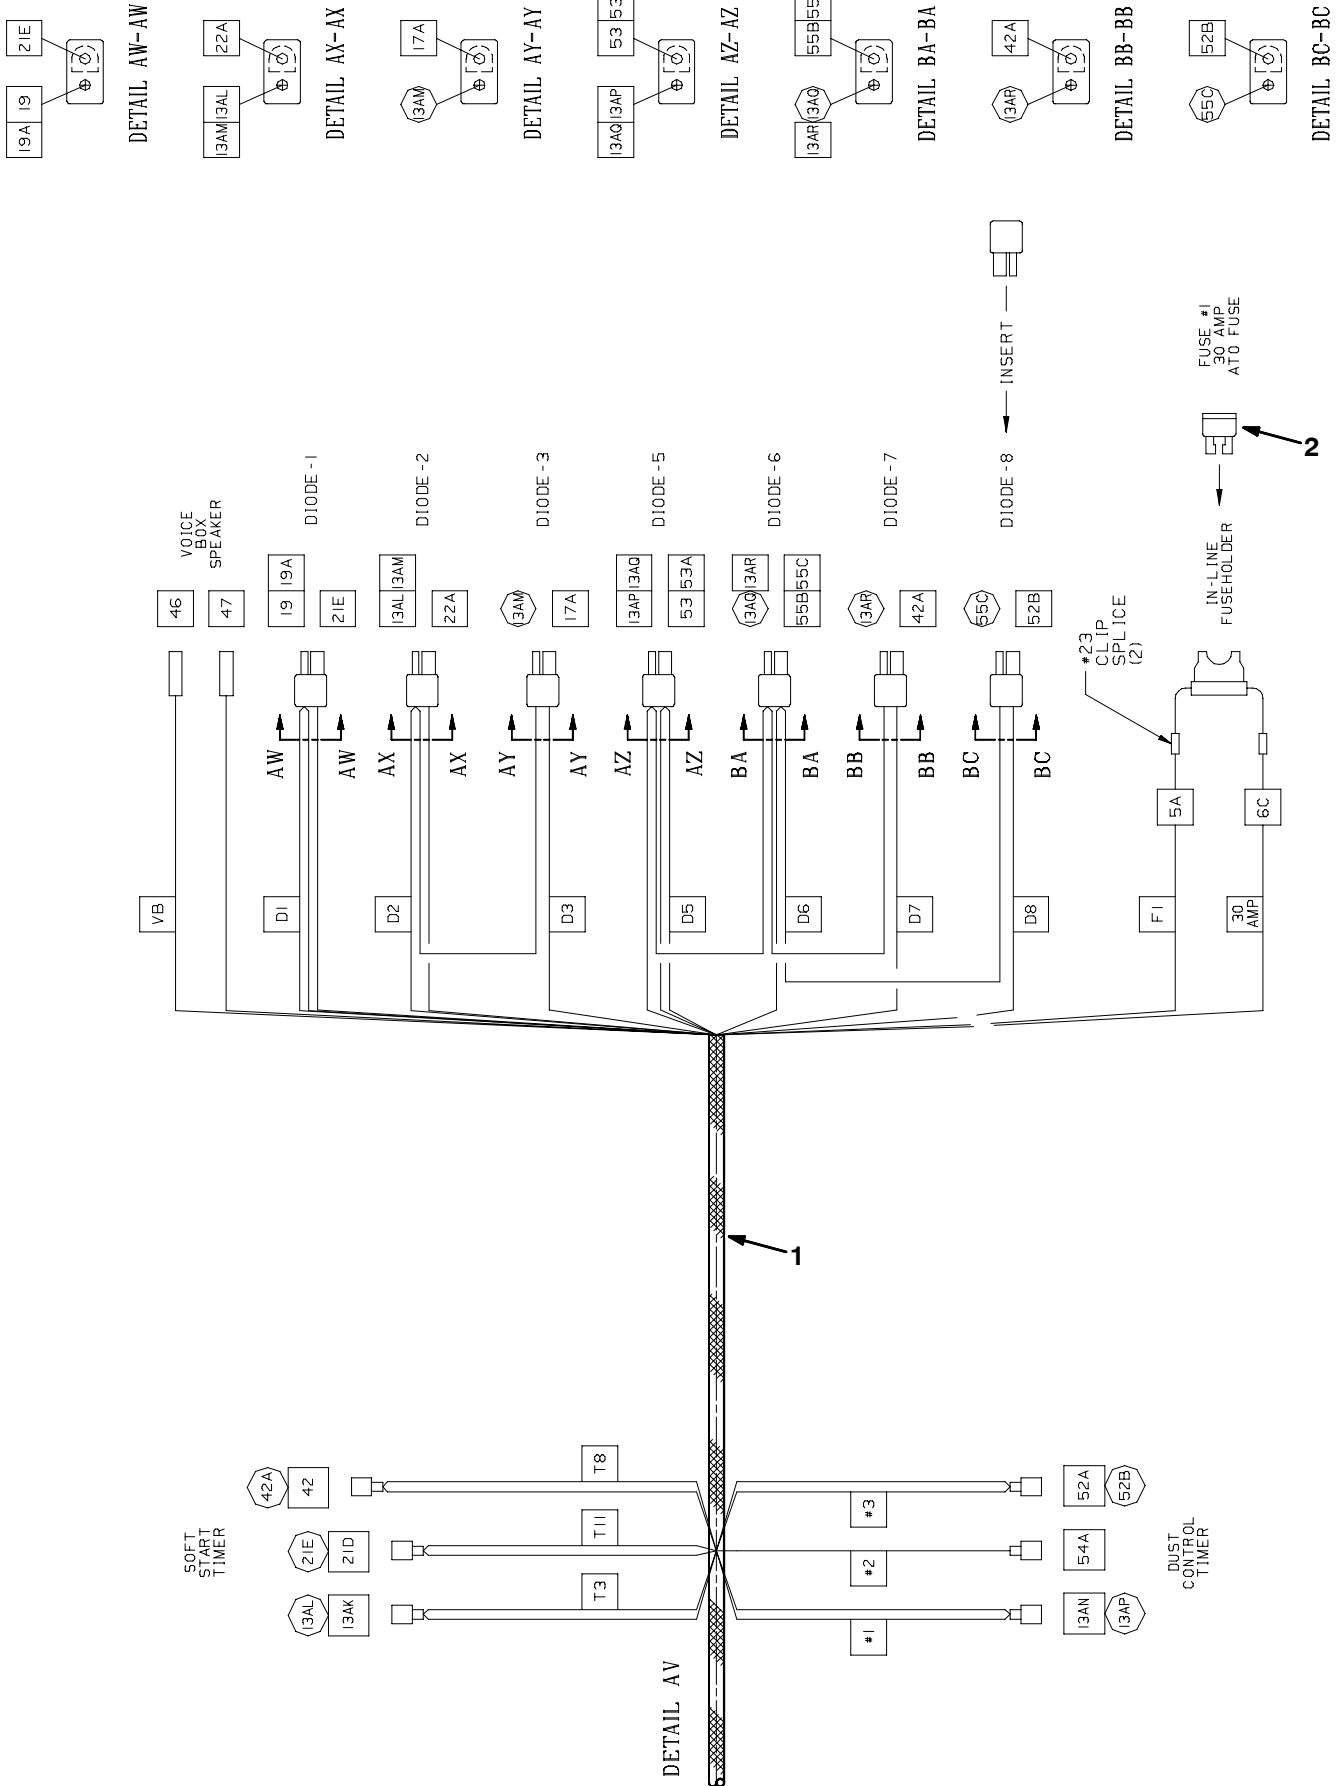 21E
19A 19
DETAIL AW-AW
22A
13AM 13AL
DETAIL AX-AX
17A
13AM
DETAIL AY-AY
53
13AQ 13AP
DETAIL AZ-AZ
55B
13AR 13AQ
DETAIL BA-BA
42A
13AR
DETAIL BB-BB
52B
55C
DETAIL BC-BC
INSERT
FUSE #1
30 AMP
ATO FUSE
2
IN-LINE
FUSEHOLDER
VOICE
BOX
SPEAKER
46
47
DIODE-1
19 19A
21E
DIODE-2
13AL 13AM
22A
DIODE-3
13AM
17A
DIODE-5
13AP 13AQ
53 53A
DIODE-6
13AQ 13AR
55B 55C
DIODE-7
13AR
42A
DIODE-8
55C
52B
#23
CLIP
SPLICE
(2)
AW
AW
AX
AX
AY
AY
AZ
AZ
BA
BA
BB
BB
BC
BC
5A
6C
VB
D1
D2
D3
D5
D6
D7
D8
F1
30
AMP
1
SOFT
START
TIMER
42A
42
T8
21E
21D
T11
13AL
13AK
T3
#3
52A
52B
#2
54A
#1
13AN
13AP
DUST
CONTROL
TIMER
DETAIL AV